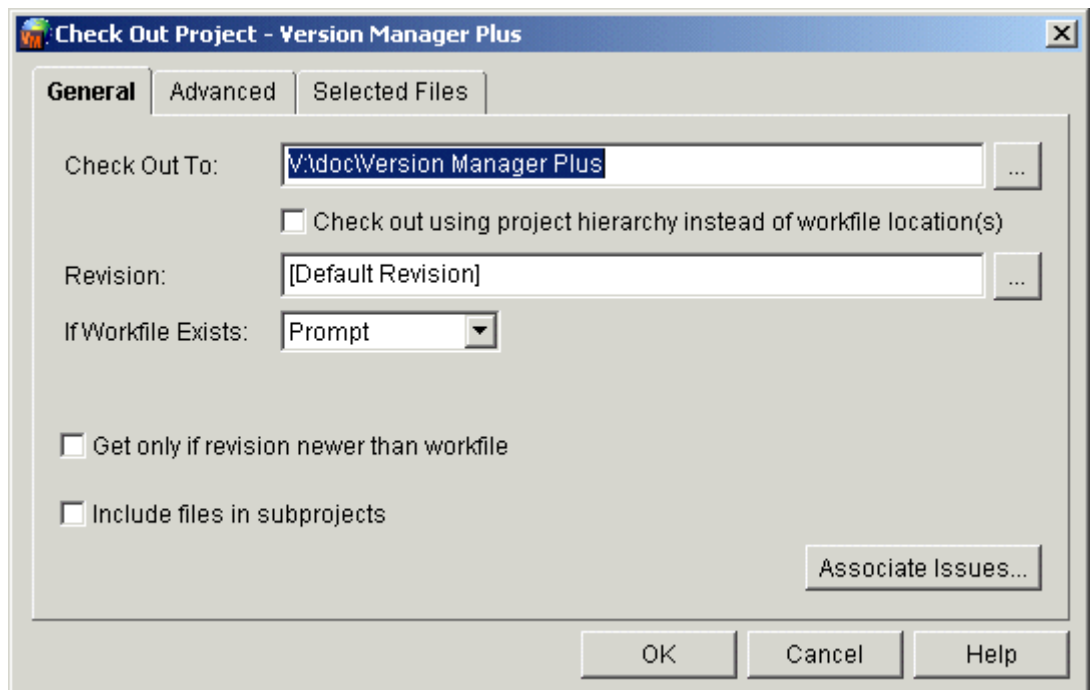 Check Out Project - Version Manager Plus
General Advanced Selected Files
Check Out To: V:\doc\Version Manager Plus ...
Check out using project hierarchy instead of workfile location(s)
Revision: [Default Revision] ...
If Workfile Exists: Prompt
Get only if revision newer than workfile
Include files in subprojects
Associate Issues...
OK Cancel Help